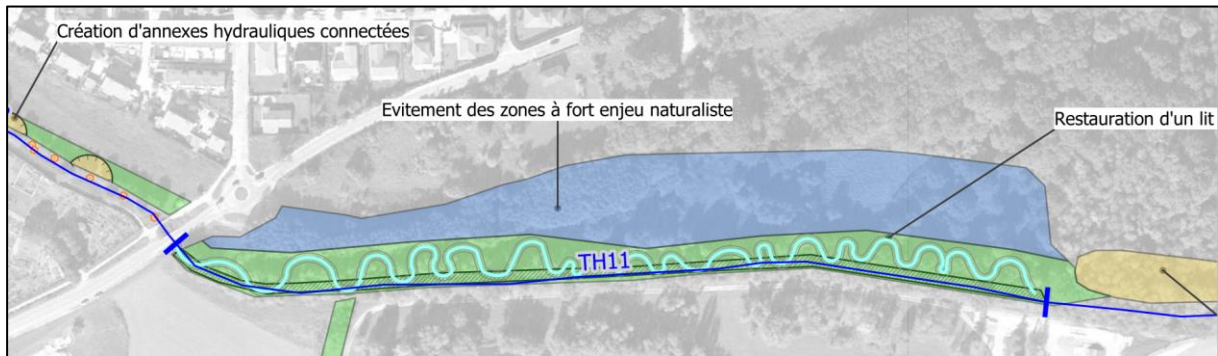 Création d'annexes hydrauliques connectées
Evitement des zones à fort enjeu naturaliste
Restauration d'un lit
TH11